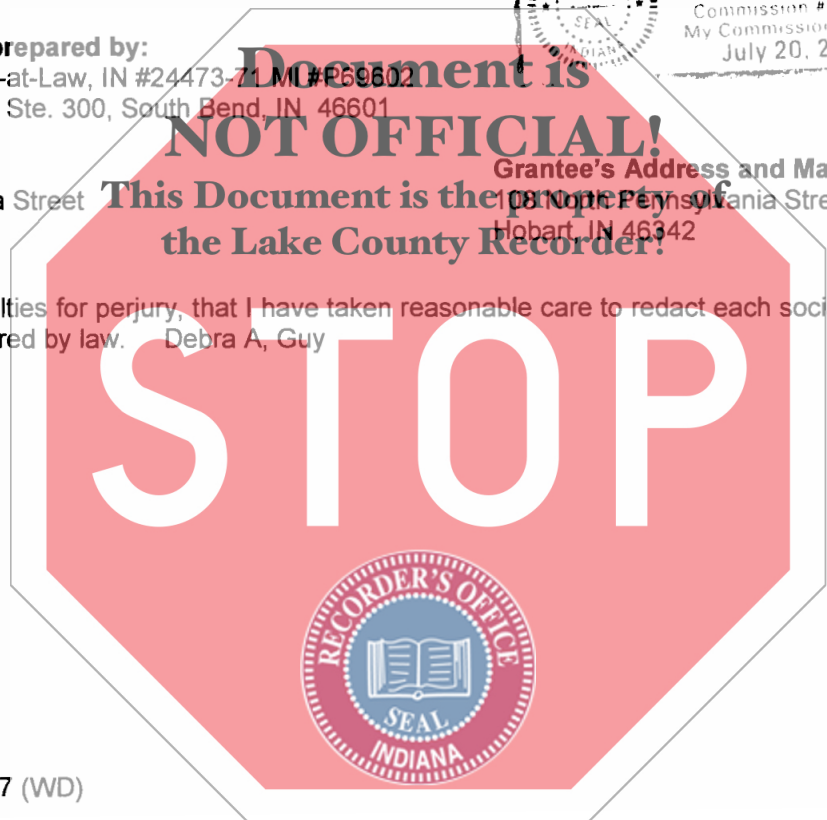 SEAL
INDIANA
Commission #
My Commission
July 20, 2
prepared by:
-at-Law, IN #24473-71 MI #P69602
Ste. 300, South Bend, IN 46601
Document is
NOT OFFICIAL!
This Document is the property of
the Lake County Recorder!
Grantee's Address and Ma
a Street
108 North Pennsylvania Stre
Hobart, IN 46342
lties for perjury, that I have taken reasonable care to redact each soci
red by law. Debra A, Guy
STOP
RECORDER'S OFFICE
SEAL
INDIANA
7 (WD)